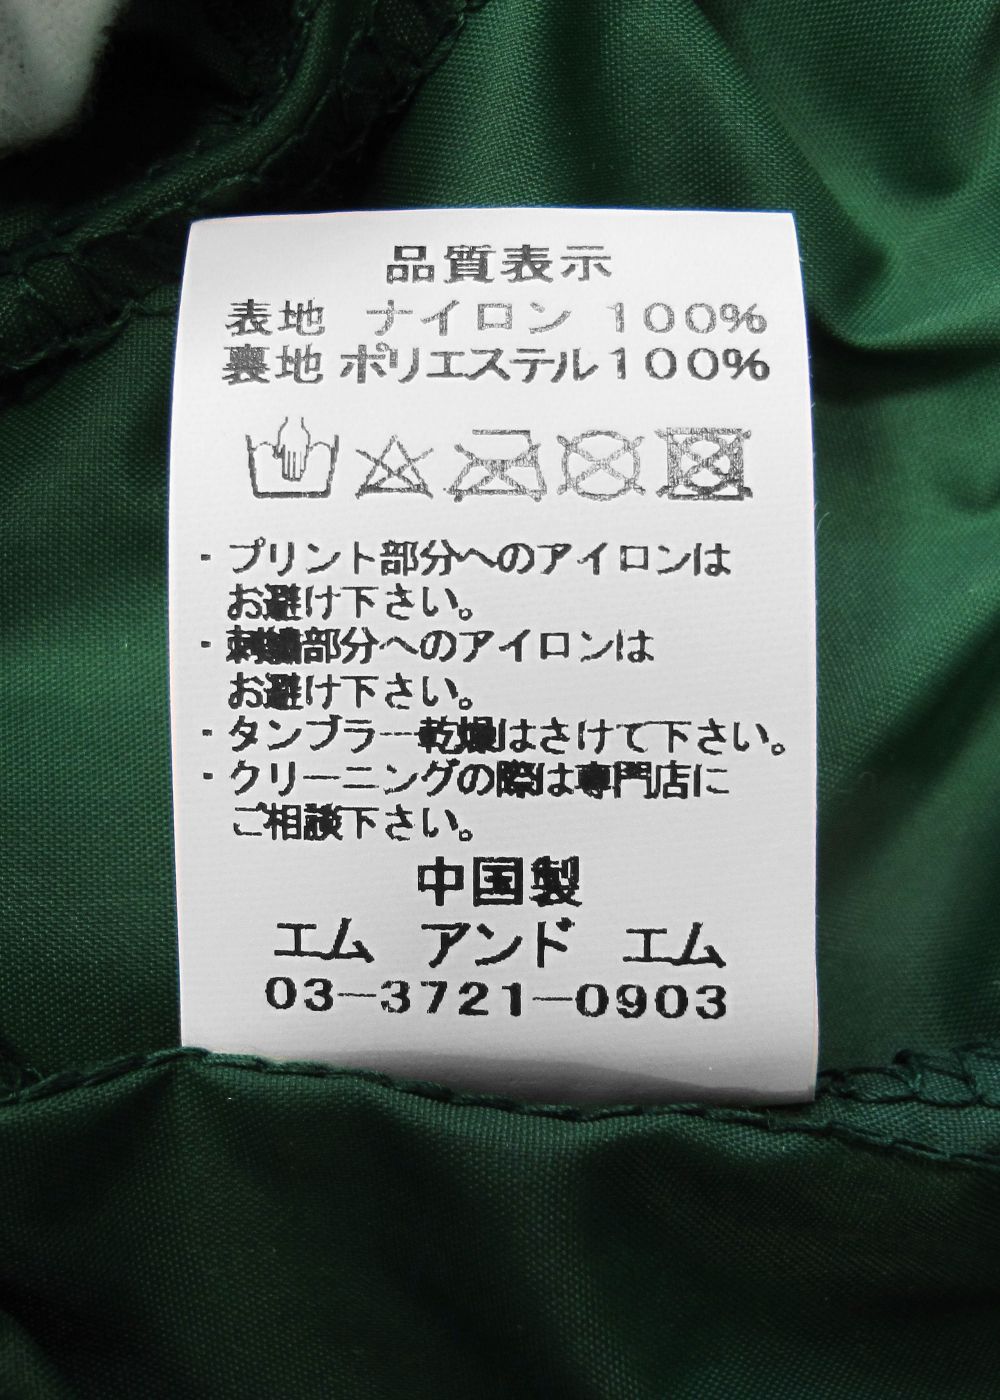 品質表示
表地 ナイロン 100%
裏地 ポリエステル100%
・プリント部分へのアイロンは
お避け下さい。
・刺繍部分へのアイロンは
お避け下さい。
・タンブラー乾燥はさけて下さい。
・クリーニングの際は専門店に
ご相談下さい。
中国製
エム アンド エム
03-3721-0903